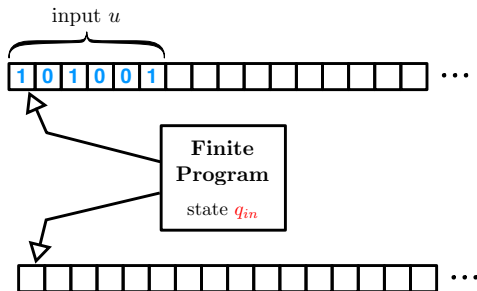 input u
1 0 1 0 0 1
...
Finite
Program
state q_in
...